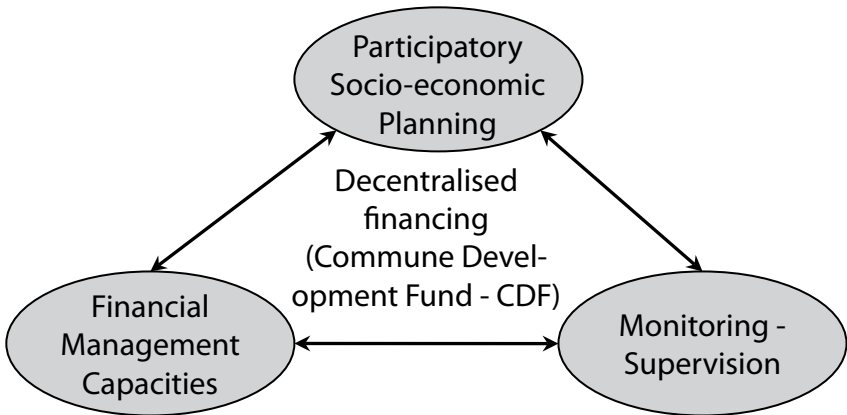 Participatory
Socio-economic
Planning
Decentralised
financing
(Commune Devel-
opment Fund - CDF)
Financial
Management
Capacities
Monitoring -
Supervision